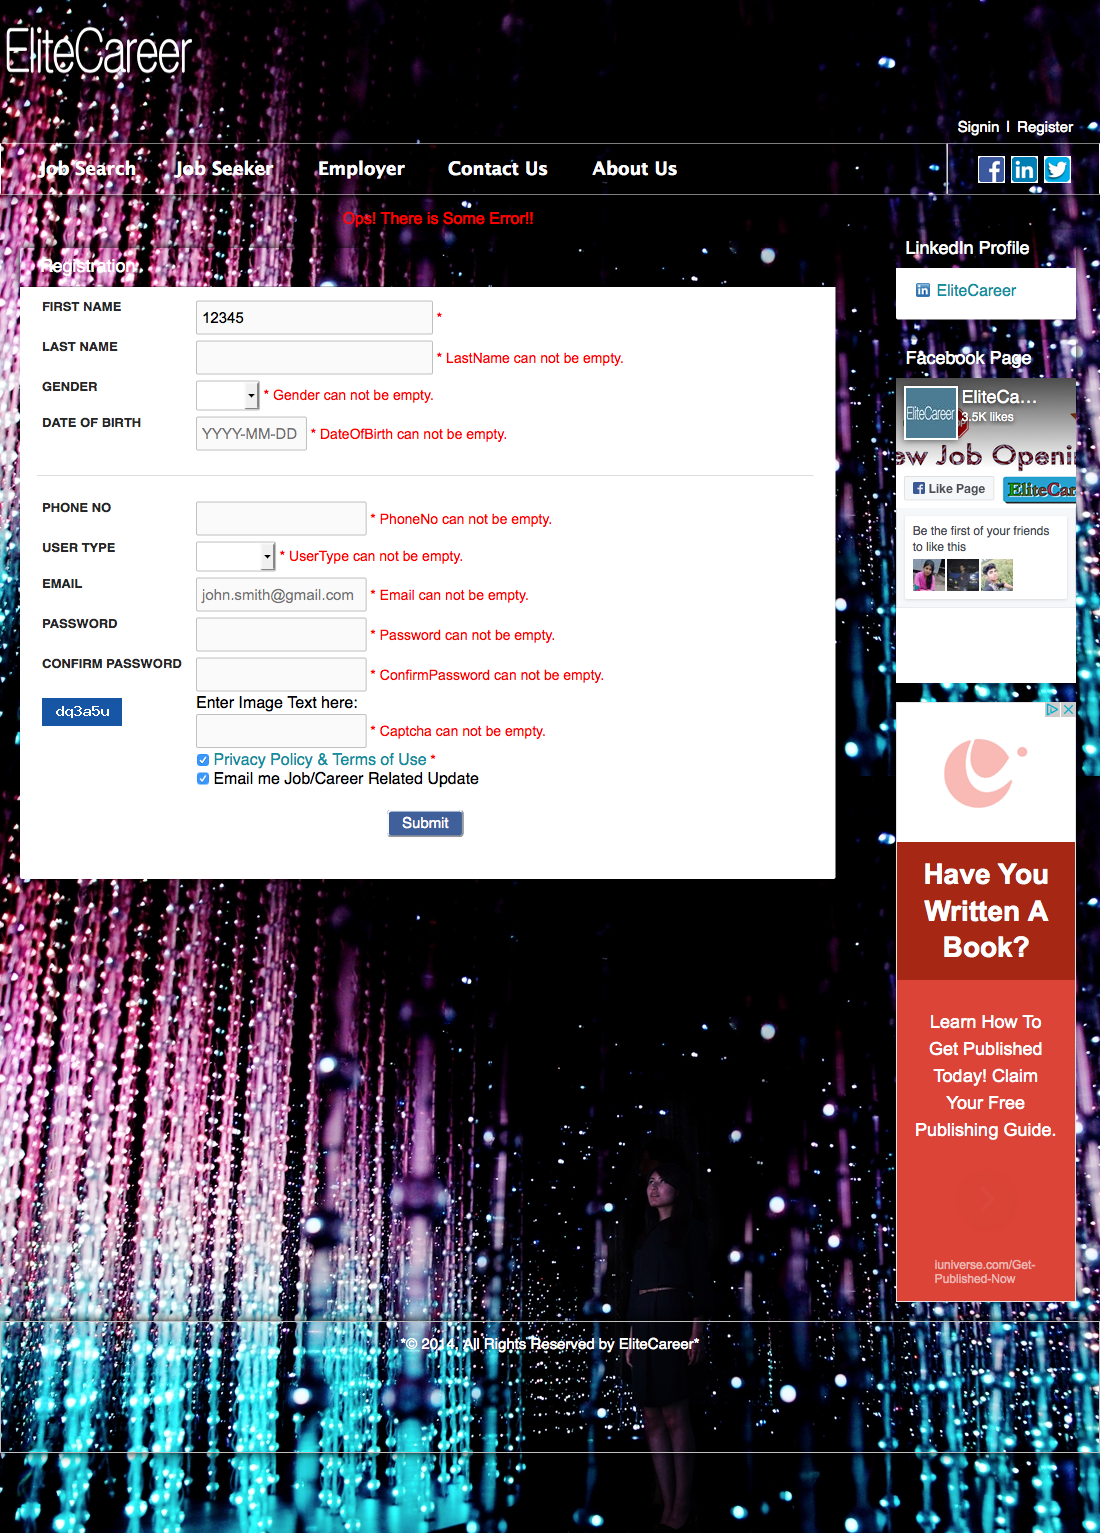 EliteCareer
Signin | Register
Job Search Job Seeker Employer Contact Us About Us
Ops! There is Some Error!!
Registration
FIRST NAME 12345 *
LAST NAME * LastName can not be empty.
GENDER * Gender can not be empty.
DATE OF BIRTH YYYY-MM-DD * DateOfBirth can not be empty.
PHONE NO * PhoneNo can not be empty.
USER TYPE * UserType can not be empty.
EMAIL john.smith@gmail.com * Email can not be empty.
PASSWORD * Password can not be empty.
CONFIRM PASSWORD * ConfirmPassword can not be empty.
Enter Image Text here:
dq3a5u * Captcha can not be empty.
Privacy Policy & Terms of Use *
Email me Job/Career Related Update
Submit
LinkedIn Profile
EliteCareer
Facebook Page
EliteCa...
EliteCareer
3.5K likes
ew Job Openi
Like Page
EliteCar
Be the first of your friends
to like this
Have You
Written A
Book?
Learn How To
Get Published
Today! Claim
Your Free
Publishing Guide.
iuniverse.com/Get-
Published-Now
*© 2014, All Rights Reserved by EliteCareer*